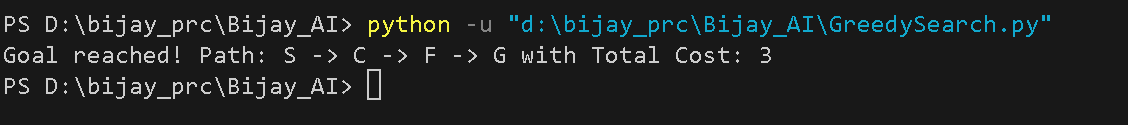 PS D:\bijay_prc\Bijay_AI> python -u "d:\bijay_prc\Bijay_AI\GreedySearch.py"
Goal reached! Path: S -> C -> F -> G with Total Cost: 3
PS D:\bijay_prc\Bijay_AI>